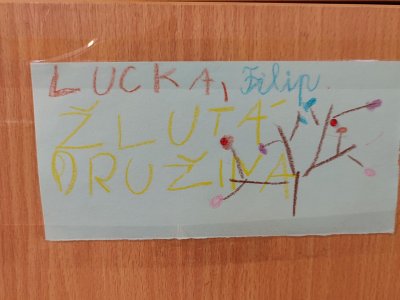 LUCKA, Filip.
ŽLUTÁ
DRUŽINA